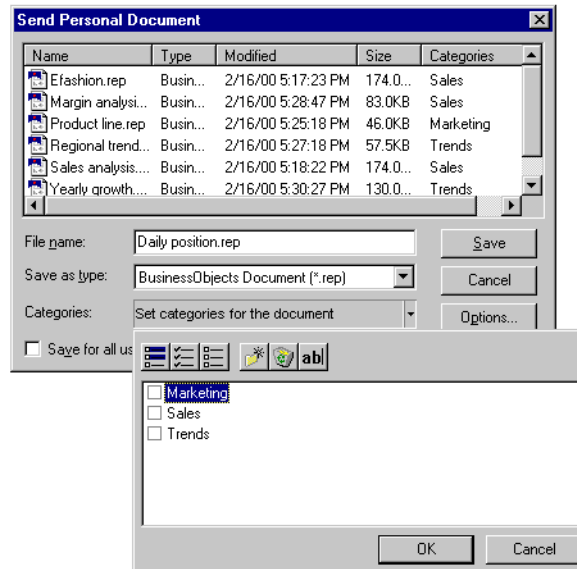 Send Personal Document
Name Type Modified Size Categories
Efashion.rep Busin... 2/16/00 5:17:23 PM 174.0... Sales
Margin analysi... Busin... 2/16/00 5:28:47 PM 83.0KB Sales
Product line.rep Busin... 2/16/00 5:25:18 PM 46.0KB Marketing
Regional trend... Busin... 2/16/00 5:27:18 PM 57.5KB Trends
Sales analysis.... Busin... 2/16/00 5:18:22 PM 174.0... Sales
Yearly growth.... Busin... 2/16/00 5:30:27 PM 130.0... Trends
File name: Daily position.rep Save
Save as type: BusinessObjects Document (*.rep) Cancel
Categories: Set categories for the document Options...
Save for all us
ab
Marketing
Sales
Trends
OK Cancel